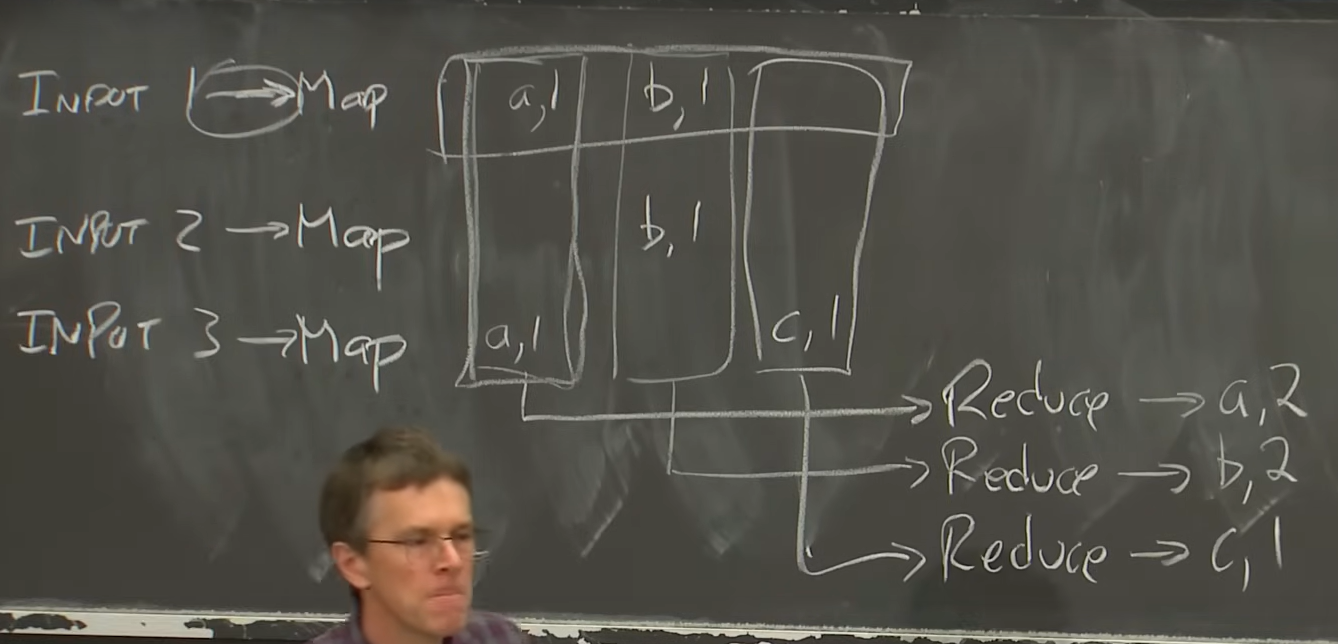 INPUT 1 → Map a,1 b,1
INPUT 2 → Map b,1
INPUT 3 → Map a,1 c,1
Reduce → a,2
Reduce → b,2
Reduce → c,1